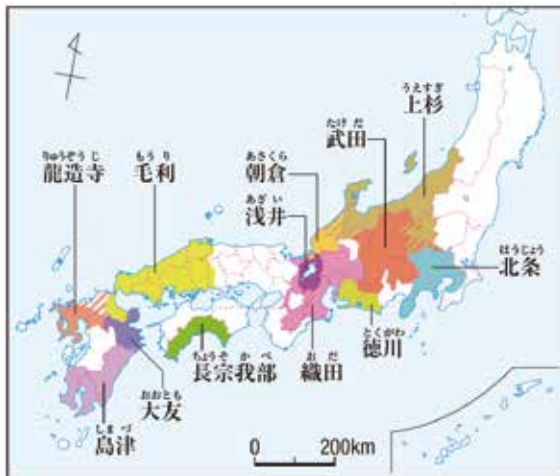 うえすぎ
上杉
たけだ
武田
あさくら
朝倉
あざい
浅井
りゅうぞうじ
龍造寺
もうり
毛利
ほうじょう
北条
とくがわ
徳川
おだ
織田
ちょうそかべ
長宗我部
おおとも
大友
しまづ
島津
0 200km